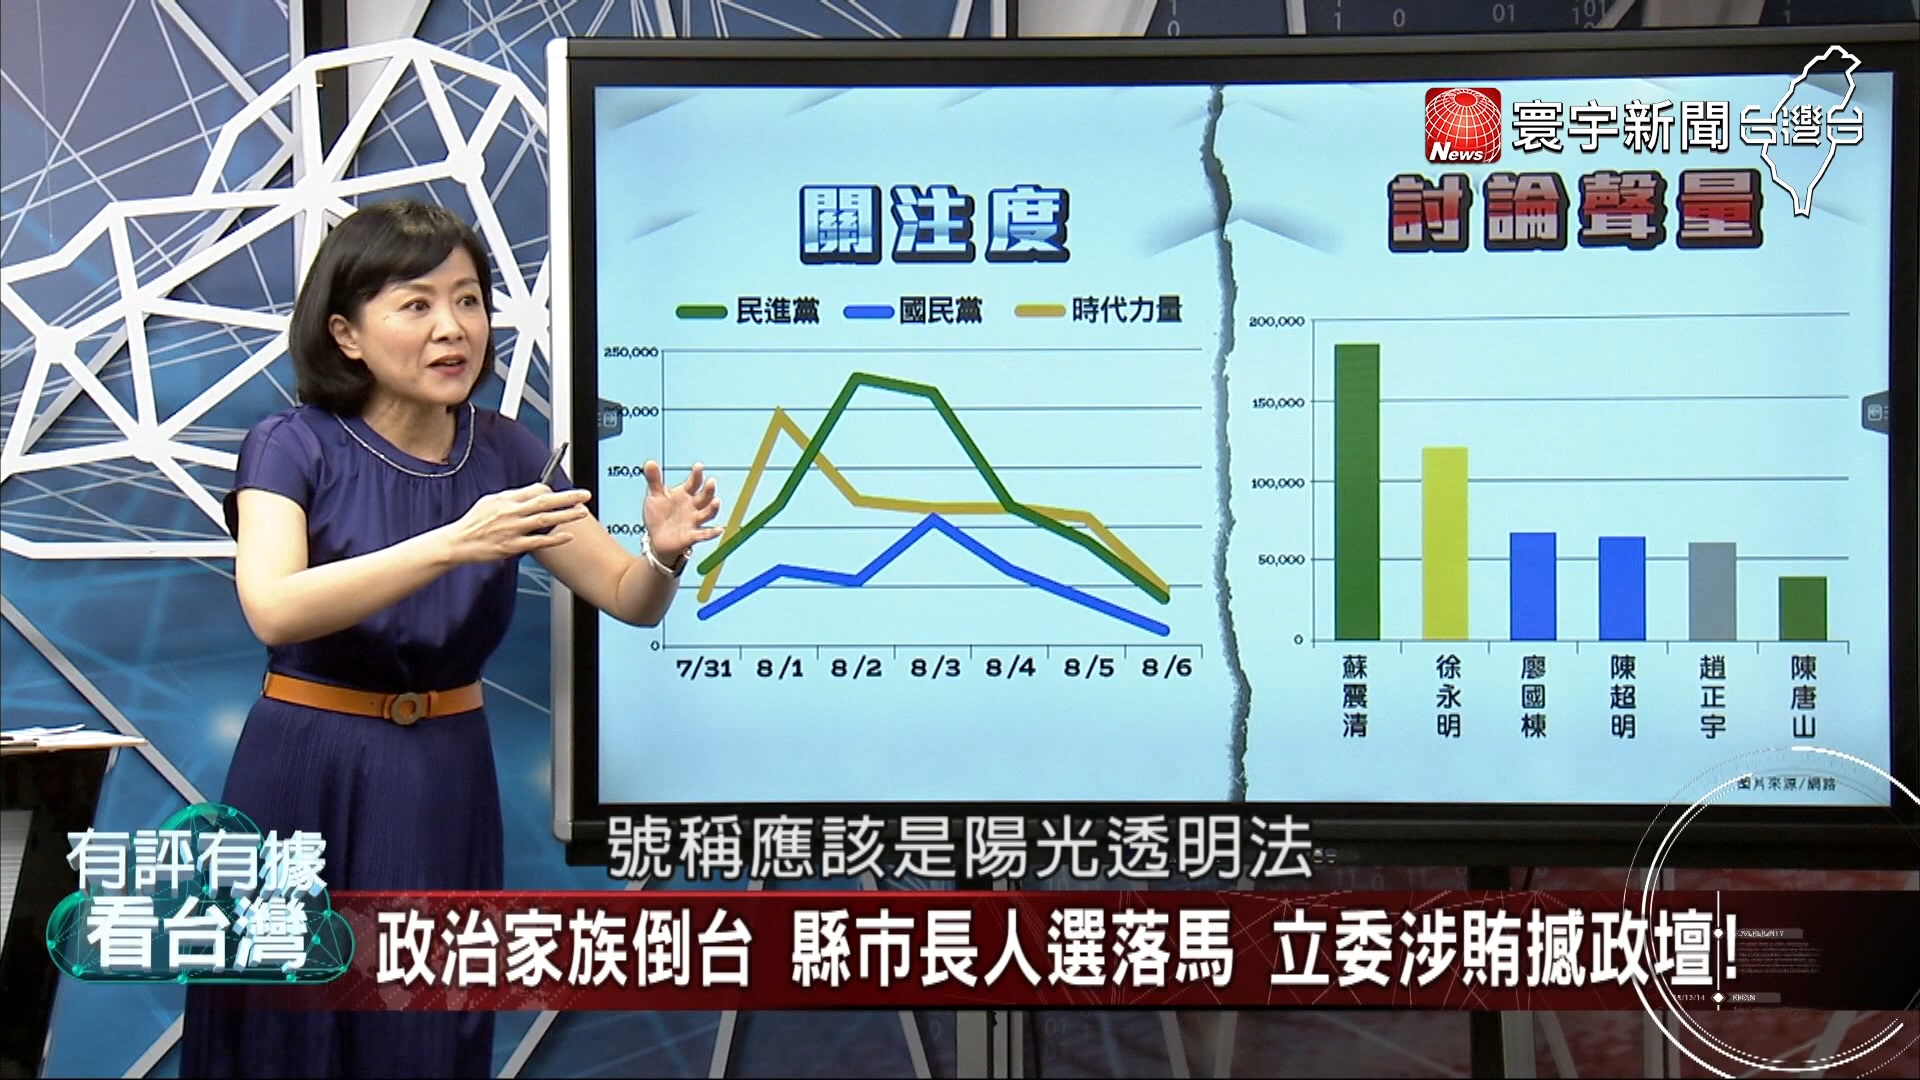 News 寰宇新聞 台灣台
關注度
討論聲量
民進黨 國民黨 時代力量
250,000
150,0
100,0
0
7/31 8/1 8/2 8/3 8/4 8/5 8/6
200,000
150,000
100,000
50,000
0
蘇震清
徐永明
廖國棟
陳超明
趙正宇
陳唐山
圖片來源/網路
號稱應該是陽光透明法
有評有據
看台灣
政治家族倒台 縣市長人選落馬 立委涉賄撼政壇!